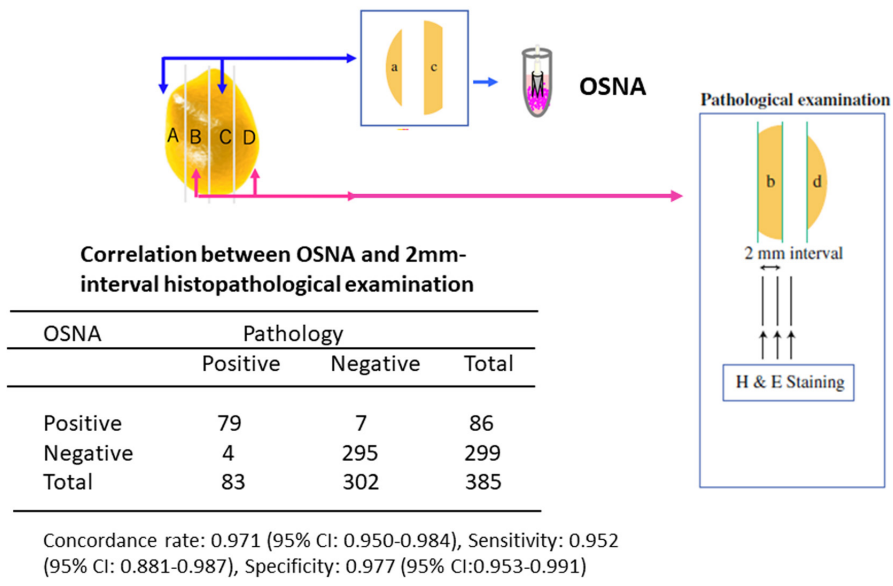 a c
OSNA
A B C D
Pathological examination
b d
2 mm interval
H & E Staining
Correlation between OSNA and 2mm-
interval histopathological examination
OSNA Pathology
Positive Negative Total
Positive 79 7 86
Negative 4 295 299
Total 83 302 385
Concordance rate: 0.971 (95% CI: 0.950-0.984), Sensitivity: 0.952
(95% CI: 0.881-0.987), Specificity: 0.977 (95% CI:0.953-0.991)